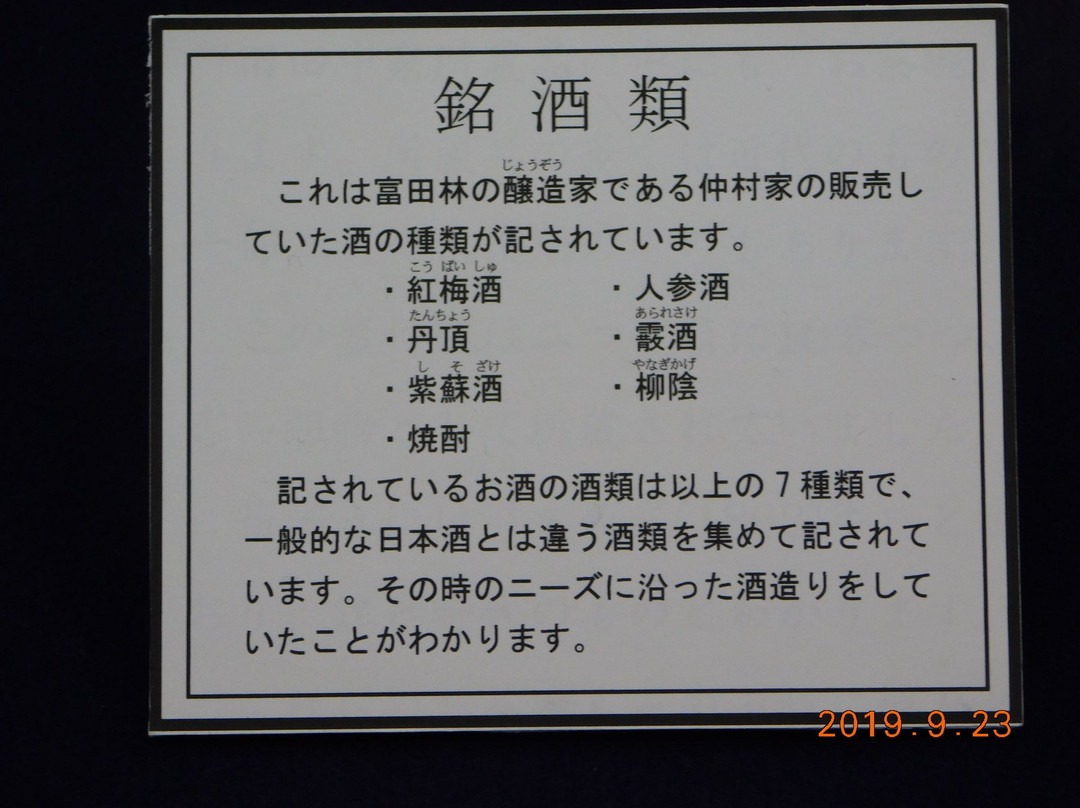 銘酒類
じょうぞう
これは富田林の醸造家である仲村家の販売し
ていた酒の種類が記されています。
こう ばい しゅ
・紅梅酒 ・人参酒
たんちょう あられさけ
・丹頂 ・霰酒
し そ ざけ やなぎかげ
・紫蘇酒 ・柳陰
・焼酎
記されているお酒の酒類は以上の7種類で、
一般的な日本酒とは違う酒類を集めて記されて
います。その時のニーズに沿った酒造りをして
いたことがわかります。
2019.9.23